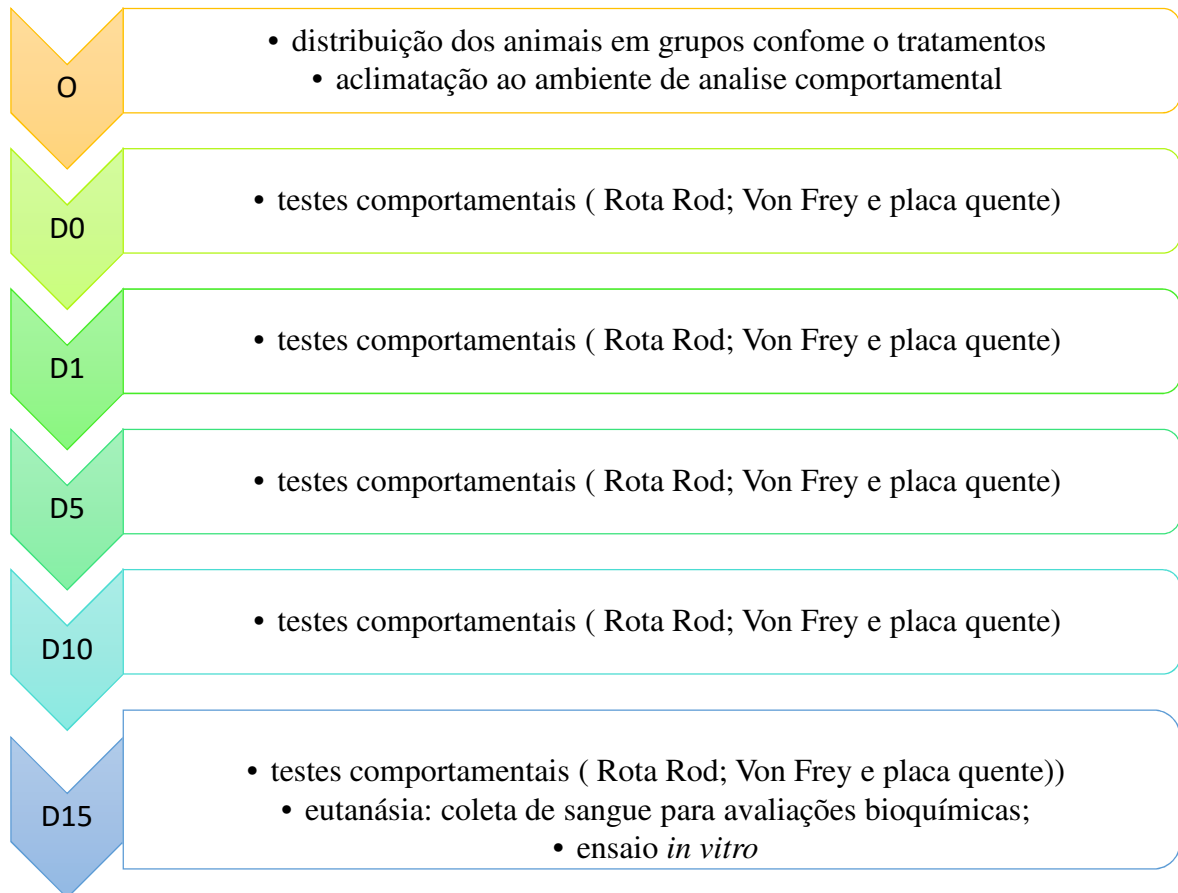 O
• distribuição dos animais em grupos confome o tratamentos
• aclimatação ao ambiente de analise comportamental
D0
• testes comportamentais ( Rota Rod; Von Frey e placa quente)
D1
• testes comportamentais ( Rota Rod; Von Frey e placa quente)
D5
• testes comportamentais ( Rota Rod; Von Frey e placa quente)
D10
• testes comportamentais ( Rota Rod; Von Frey e placa quente)
D15
• testes comportamentais ( Rota Rod; Von Frey e placa quente))
• eutanásia: coleta de sangue para avaliações bioquímicas;
• ensaio in vitro